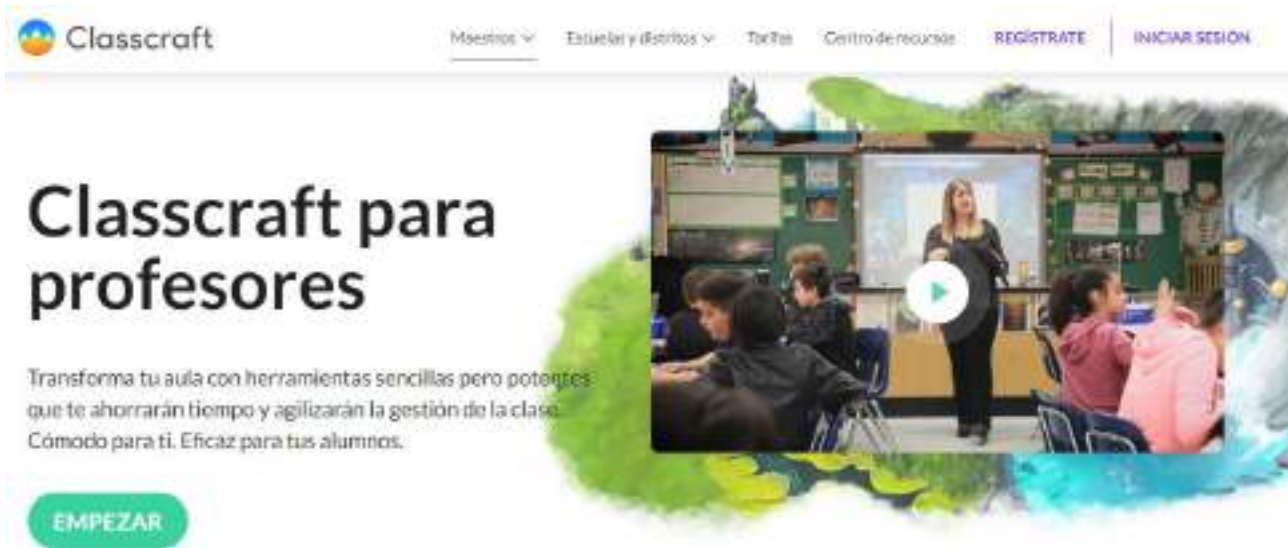 Classcraft
Maestros
Escuelas y distritos
Tarifas
Centro de recursos
REGÍSTRATE
INICIAR SESIÓN
Classcraft para
profesores
Transforma tu aula con herramientas sencillas pero potentes
que te ahorrarán tiempo y agilizarán la gestión de la clase.
Cómodo para ti. Eficaz para tus alumnos.
EMPEZAR